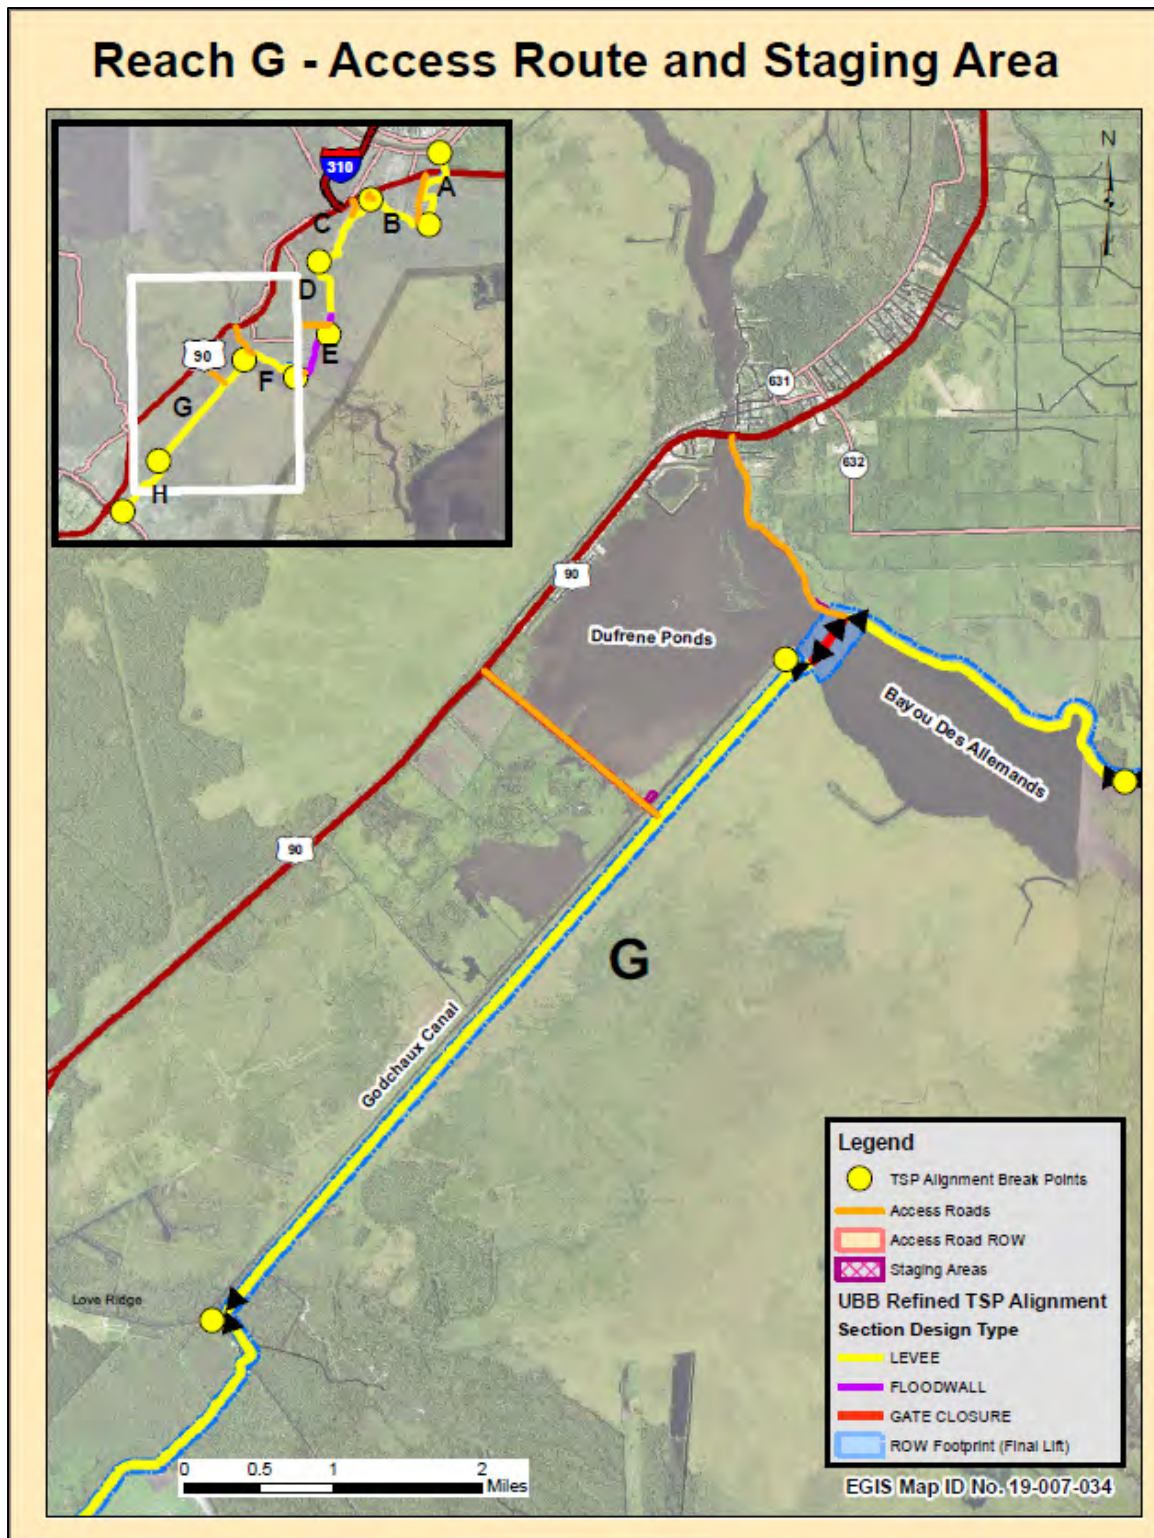 Reach G - Access Route and Staging Area
310
A
B
C
D
E
90
F
G
H
N
631
632
90
Dufrene Ponds
Bayou Des Allemands
90
G
Godchaux Canal
Love Ridge
Legend
TSP Alignment Break Points
Access Roads
Access Road ROW
Staging Areas
UBB Refined TSP Alignment
Section Design Type
LEVEE
FLOODWALL
GATE CLOSURE
ROW Footprint (Final Lift)
0 0.5 1 2
Miles
EGIS Map ID No. 19-007-034